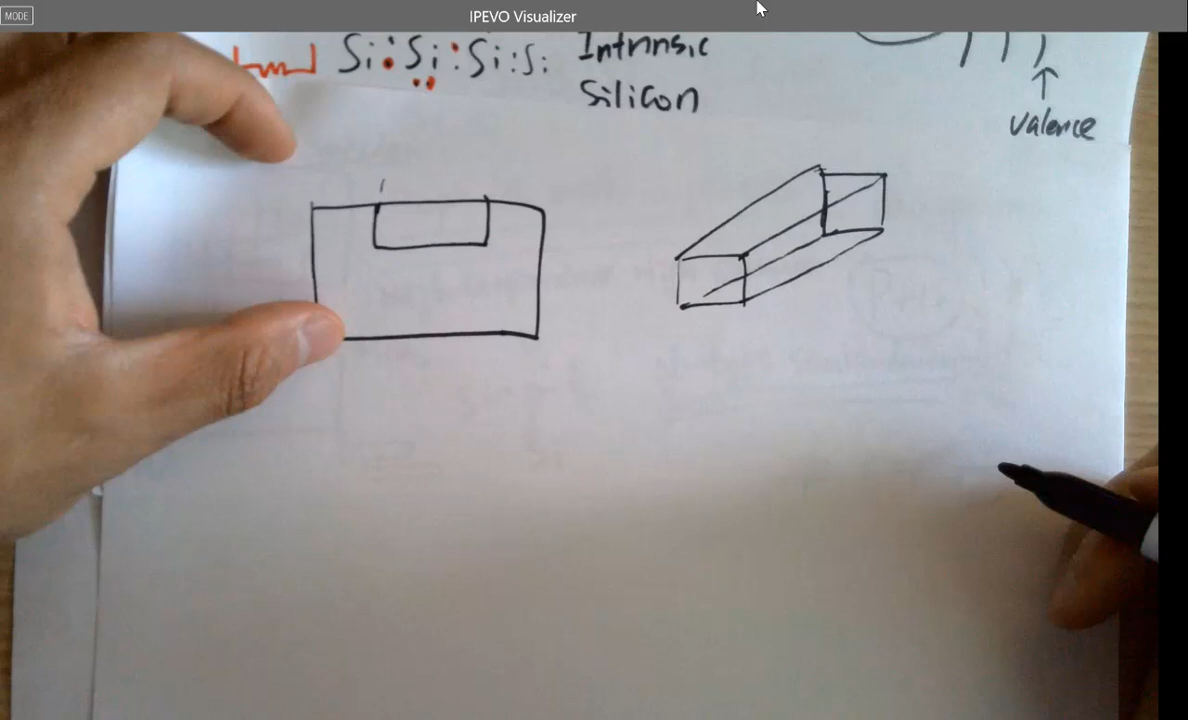 MODE
IPEVO Visualizer
Si:Si:Si:Si
Intrinsic
Silicon
valence